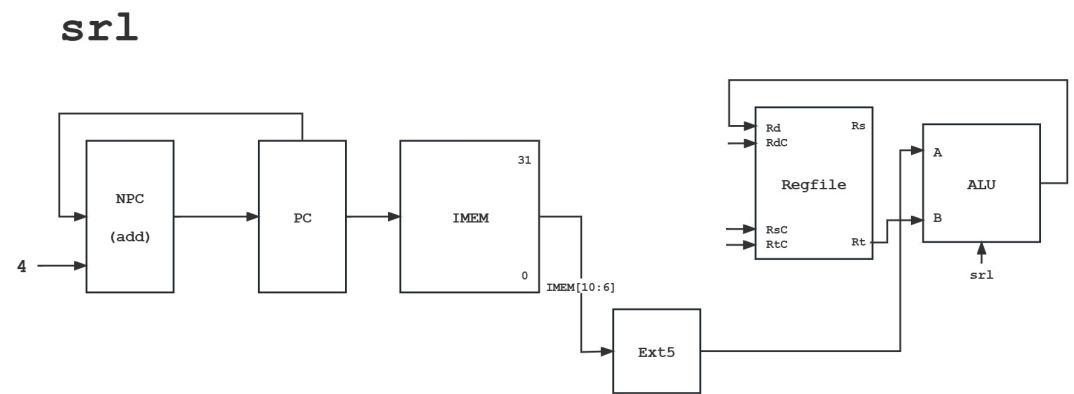 srl
NPC
(add)
4
PC
31
IMEM
0
IMEM[10:6]
Ext5
Rd
RdC
Rs
Regfile
RsC
RtC
Rt
A
ALU
B
srl